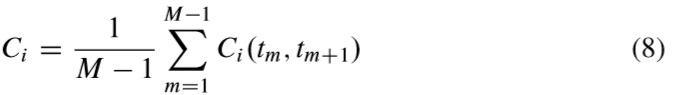 C_i = \frac{1}{M-1} \sum_{m=1}^{M-1} C_i(t_m, t_{m+1}) (8)